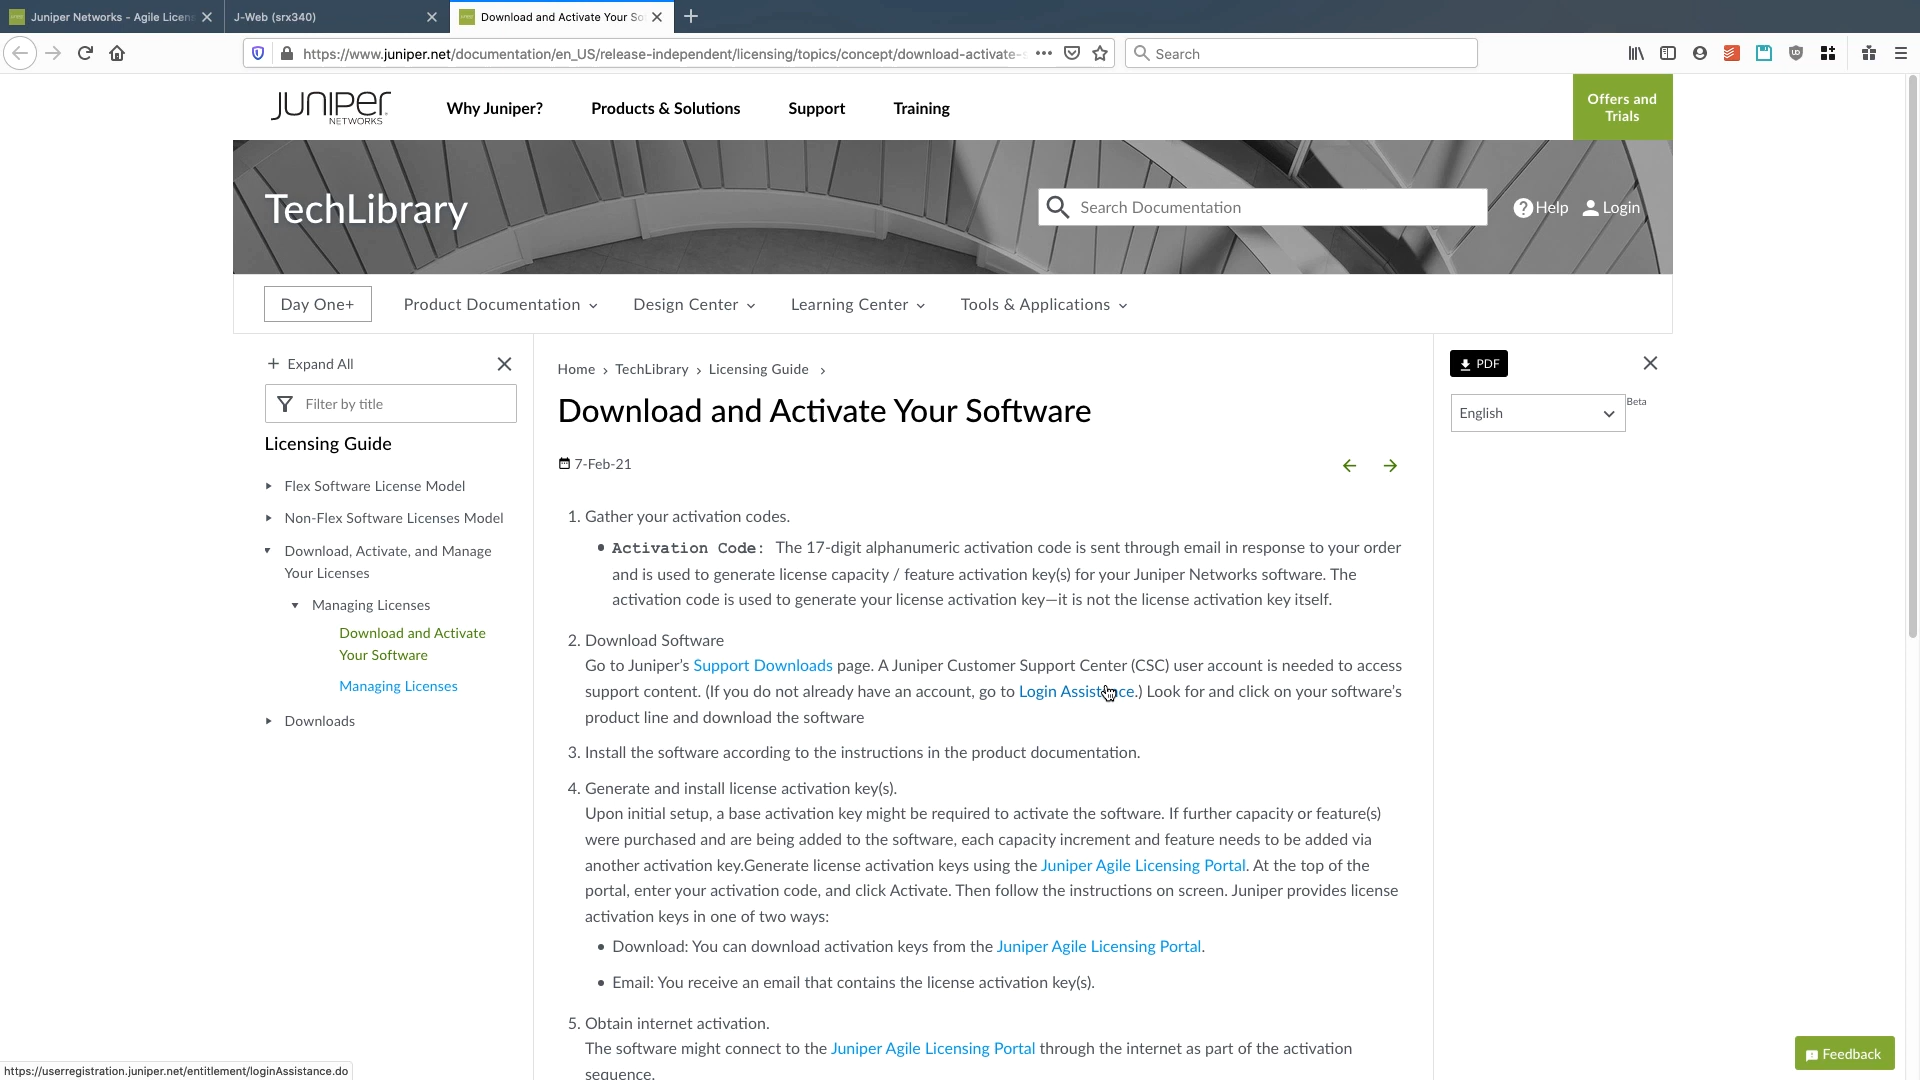 Juniper Networks - Agile Licens
J-Web (srx340)
Download and Activate Your So
https://www.juniper.net/documentation/en_US/release-independent/licensing/topics/concept/download-activate-
Search
JUNIPER
NETWORKS
Why Juniper?
Products & Solutions
Support
Training
Offers and
Trials
TechLibrary
Search Documentation
Help
Login
Day One+
Product Documentation
Design Center
Learning Center
Tools & Applications
+ Expand All
Filter by title
Licensing Guide
Flex Software License Model
Non-Flex Software Licenses Model
Download, Activate, and Manage
Your Licenses
Managing Licenses
Download and Activate
Your Software
Managing Licenses
Downloads
Home › TechLibrary › Licensing Guide ›
Download and Activate Your Software
7-Feb-21
← →
1. Gather your activation codes.
• Activation Code: The 17-digit alphanumeric activation code is sent through email in response to your order
and is used to generate license capacity / feature activation key(s) for your Juniper Networks software. The
activation code is used to generate your license activation key—it is not the license activation key itself.
2. Download Software
Go to Juniper’s Support Downloads page. A Juniper Customer Support Center (CSC) user account is needed to access
support content. (If you do not already have an account, go to Login Assistance.) Look for and click on your software’s
product line and download the software
3. Install the software according to the instructions in the product documentation.
4. Generate and install license activation key(s).
Upon initial setup, a base activation key might be required to activate the software. If further capacity or feature(s)
were purchased and are being added to the software, each capacity increment and feature needs to be added via
another activation key.Generate license activation keys using the Juniper Agile Licensing Portal. At the top of the
portal, enter your activation code, and click Activate. Then follow the instructions on screen. Juniper provides license
activation keys in one of two ways:
• Download: You can download activation keys from the Juniper Agile Licensing Portal.
• Email: You receive an email that contains the license activation key(s).
5. Obtain internet activation.
The software might connect to the Juniper Agile Licensing Portal through the internet as part of the activation
sequence.
PDF
English
Beta
Feedback
https://userregistration.juniper.net/entitlement/loginAssistance.do